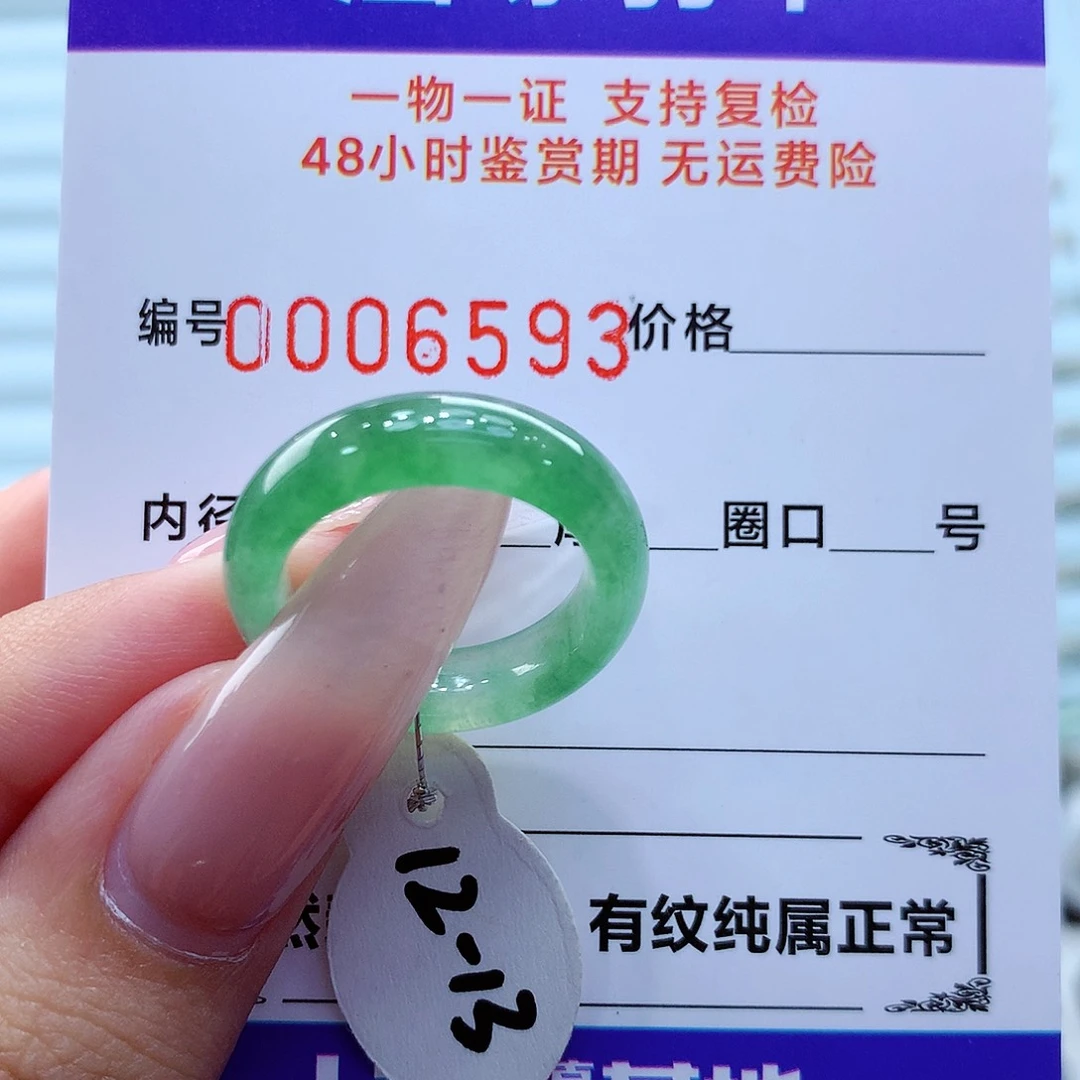 一物一证 支持复检
48小时鉴赏期 无运费险
编号0006593价格
内径 圈口 号
有纹纯属正常
12-13